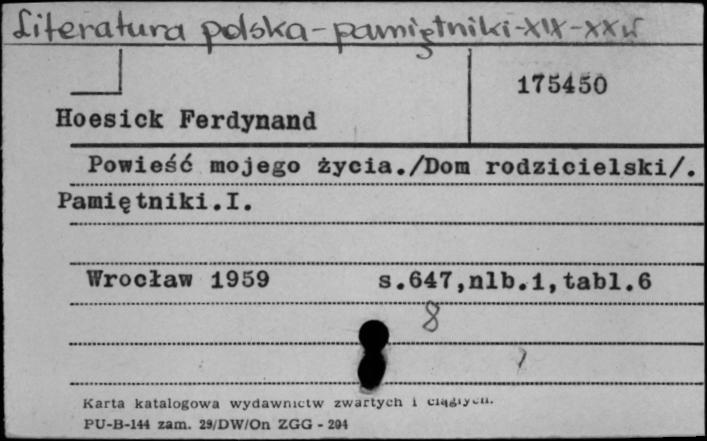 Literatura polska - pamiętniki - XIX - XX w
175450
Hoesick Ferdynand
Powieść mojego życia./Dom rodzicielski/.
Pamiętniki.I.
Wrocław 1959 s.647,nlb.1,tabl.6
8
Karta katalogowa wydawnictw zwartych i ciągłych.
PU-B-144 zam. 29/DW/On ZGG - 294